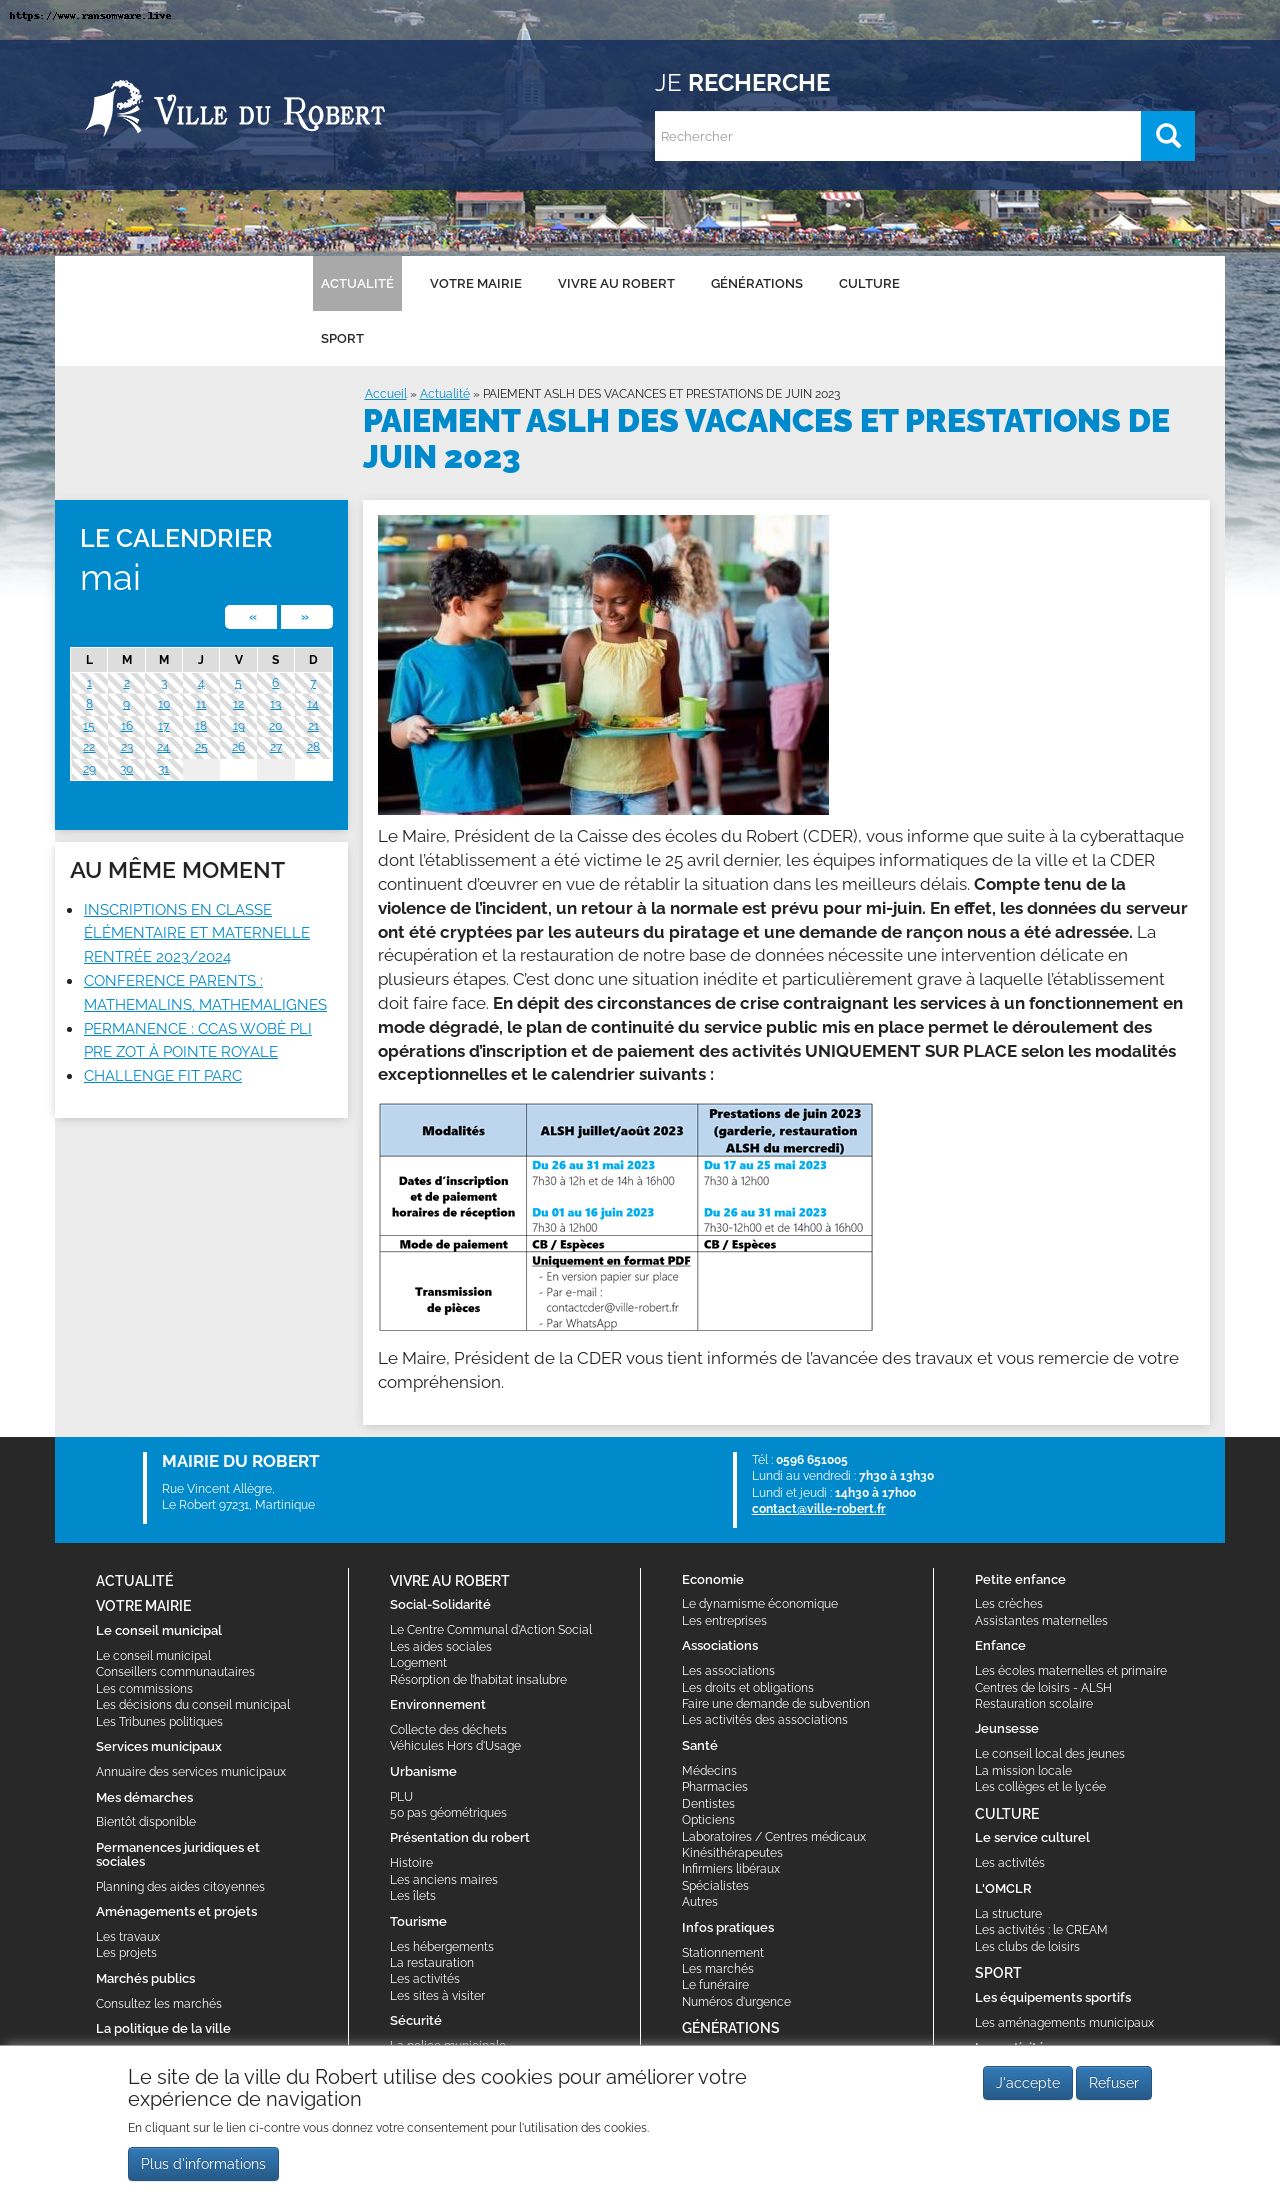 https://www.ransomware.live
VILLE DU ROBERT
JE RECHERCHE
Rechercher
ACTUALITÉ VOTRE MAIRIE VIVRE AU ROBERT GÉNÉRATIONS CULTURE
SPORT
Accueil » Actualité » PAIEMENT ASLH DES VACANCES ET PRESTATIONS DE JUIN 2023
PAIEMENT ASLH DES VACANCES ET PRESTATIONS DE
JUIN 2023
LE CALENDRIER
mai
« »
L M M J V S D
1 2 3 4 5 6 7
8 9 10 11 12 13 14
15 16 17 18 19 20 21
22 23 24 25 26 27 28
29 30 31
AU MÊME MOMENT
• INSCRIPTIONS EN CLASSE
ÉLÉMENTAIRE ET MATERNELLE
RENTRÉE 2023/2024
• CONFERENCE PARENTS :
MATHEMALINS, MATHEMALIGNES
• PERMANENCE : CCAS WOBÈ PLI
PRE ZOT À POINTE ROYALE
• CHALLENGE FIT PARC
Le Maire, Président de la Caisse des écoles du Robert (CDER), vous informe que suite à la cyberattaque
dont l’établissement a été victime le 25 avril dernier, les équipes informatiques de la ville et la CDER
continuent d’œuvrer en vue de rétablir la situation dans les meilleurs délais. Compte tenu de la
violence de l’incident, un retour à la normale est prévu pour mi-juin. En effet, les données du serveur
ont été cryptées par les auteurs du piratage et une demande de rançon nous a été adressée. La
récupération et la restauration de notre base de données nécessite une intervention délicate en
plusieurs étapes. C’est donc une situation inédite et particulièrement grave à laquelle l’établissement
doit faire face. En dépit des circonstances de crise contraignant les services à un fonctionnement en
mode dégradé, le plan de continuité du service public mis en place permet le déroulement des
opérations d’inscription et de paiement des activités UNIQUEMENT SUR PLACE selon les modalités
exceptionnelles et le calendrier suivants :
Modalités
ALSH juillet/août 2023
Prestations de juin 2023
(garderie, restauration
ALSH du mercredi)
Dates d’inscription
et de paiement
horaires de réception
Du 26 au 31 mai 2023
7h30 à 12h et de 14h à 16h00
Du 01 au 16 juin 2023
7h30 à 12h00
Du 17 au 25 mai 2023
7h30 à 12h00
Du 26 au 31 mai 2023
7h30-12h00 et de 14h00 à 16h00
Mode de paiement
CB / Espèces
CB / Espèces
Transmission
de pièces
Uniquement en format PDF
- En version papier sur place
- Par e-mail :
contactcder@ville-robert.fr
- Par WhatsApp
Le Maire, Président de la CDER vous tient informés de l’avancée des travaux et vous remercie de votre
compréhension.
MAIRIE DU ROBERT
Rue Vincent Allègre,
Le Robert 97231, Martinique
Tél : 0596 651005
Lundi au vendredi : 7h30 à 13h30
Lundi et jeudi : 14h30 à 17h00
contact@ville-robert.fr
ACTUALITÉ
VOTRE MAIRIE
Le conseil municipal
Le conseil municipal
Conseillers communautaires
Les commissions
Les décisions du conseil municipal
Les Tribunes politiques
Services municipaux
Annuaire des services municipaux
Mes démarches
Bientôt disponible
Permanences juridiques et
sociales
Planning des aides citoyennes
Aménagements et projets
Les travaux
Les projets
Marchés publics
Consultez les marchés
La politique de la ville
VIVRE AU ROBERT
Social-Solidarité
Le Centre Communal d'Action Social
Les aides sociales
Logement
Résorption de l'habitat insalubre
Environnement
Collecte des déchets
Véhicules Hors d'Usage
Urbanisme
PLU
50 pas géométriques
Présentation du robert
Histoire
Les anciens maires
Les îlets
Tourisme
Les hébergements
La restauration
Les activités
Les sites à visiter
Sécurité
La police municipale
Economie
Le dynamisme économique
Les entreprises
Associations
Les associations
Les droits et obligations
Faire une demande de subvention
Les activités des associations
Santé
Médecins
Pharmacies
Dentistes
Opticiens
Laboratoires / Centres médicaux
Kinésithérapeutes
Infirmiers libéraux
Spécialistes
Autres
Infos pratiques
Stationnement
Les marchés
Le funéraire
Numéros d'urgence
GÉNÉRATIONS
Petite enfance
Les crèches
Assistantes maternelles
Enfance
Les écoles maternelles et primaire
Centres de loisirs - ALSH
Restauration scolaire
Jeunsesse
Le conseil local des jeunes
La mission locale
Les collèges et le lycée
CULTURE
Le service culturel
Les activités
L'OMCLR
La structure
Les activités : le CREAM
Les clubs de loisirs
SPORT
Les équipements sportifs
Les aménagements municipaux
Le site de la ville du Robert utilise des cookies pour améliorer votre
expérience de navigation
En cliquant sur le lien ci-contre vous donnez votre consentement pour l'utilisation des cookies.
Plus d'informations
J'accepte Refuser